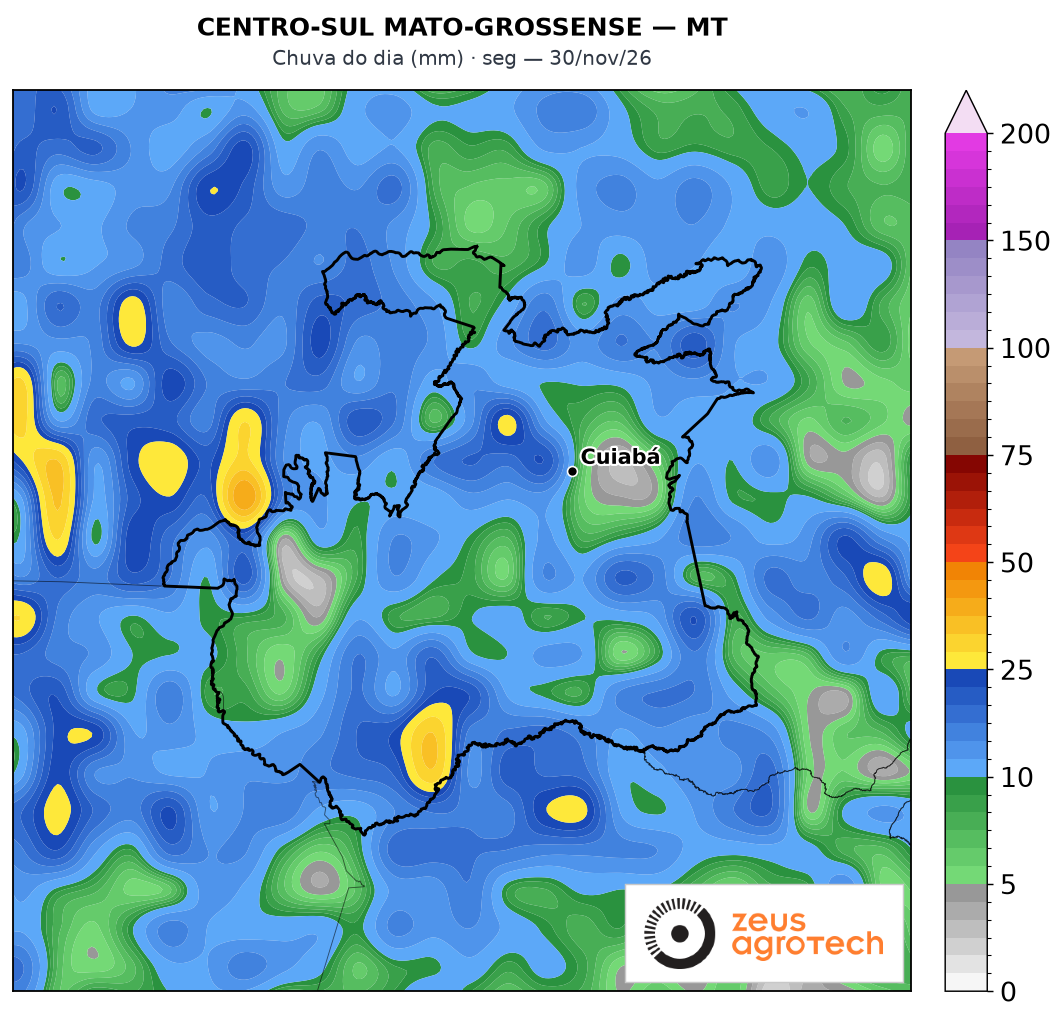 CENTRO-SUL MATO-GROSSENSE — MT
Chuva do dia (mm) · seg — 30/nov/26
200
150
100
75
50
25
10
5
0
Cuiabá
zeus
agrotech